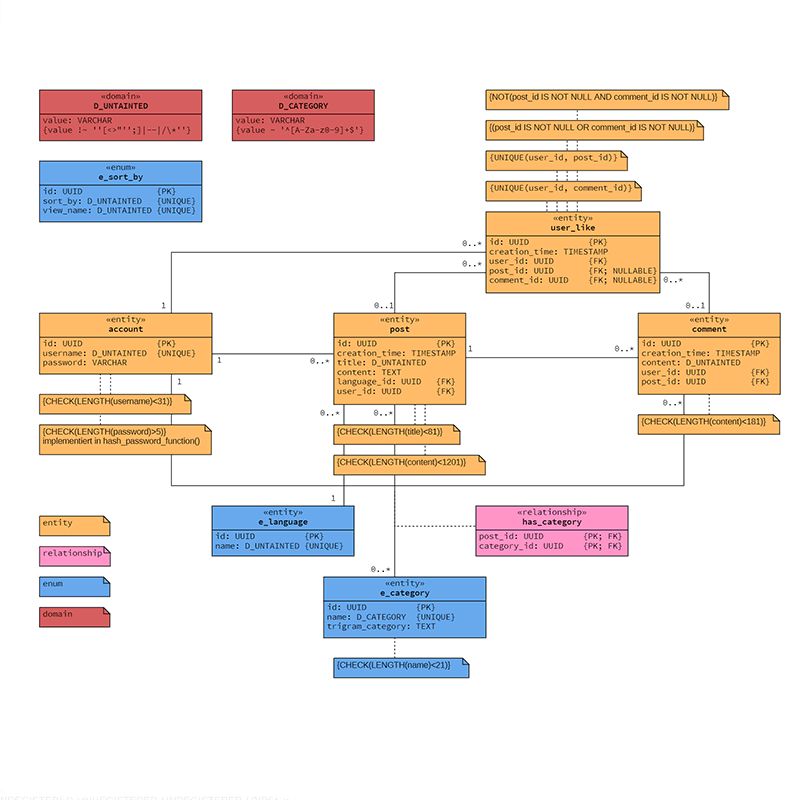 «domain»
D_UNTAINTED
value: VARCHAR
{value !~ ''[<>"'';]|--|/\*''}
«domain»
D_CATEGORY
value: VARCHAR
{value ~ '^[A-Za-z0-9]+$'}
{NOT(post_id IS NOT NULL AND comment_id IS NOT NULL)}
{(post_id IS NOT NULL OR comment_id IS NOT NULL)}
{UNIQUE(user_id, post_id)}
{UNIQUE(user_id, comment_id)}
«enum»
e_sort_by
id: UUID {PK}
sort_by: D_UNTAINTED {UNIQUE}
view_name: D_UNTAINTED {UNIQUE}
«entity»
user_like
id: UUID {PK}
creation_time: TIMESTAMP
user_id: UUID {FK}
post_id: UUID {FK; NULLABLE}
comment_id: UUID {FK; NULLABLE}
0..*
0..*
0..*
1
0..1
0..1
«entity»
account
id: UUID {PK}
username: D_UNTAINTED {UNIQUE}
password: VARCHAR
«entity»
post
id: UUID {PK}
creation_time: TIMESTAMP
title: D_UNTAINTED
content: TEXT
language_id: UUID {FK}
user_id: UUID {FK}
«entity»
comment
id: UUID {PK}
creation_time: TIMESTAMP
content: D_UNTAINTED
user_id: UUID {FK}
post_id: UUID {FK}
1
0..*
1
0..*
1
0..*
0..*
0..*
{CHECK(LENGTH(username)<31)}
{CHECK(LENGTH(password)>5)}
implementiert in hash_password_function()
{CHECK(LENGTH(title)<81)}
{CHECK(LENGTH(content)<1201)}
{CHECK(LENGTH(content)<181)}
1
«entity»
e_language
id: UUID {PK}
name: D_UNTAINTED {UNIQUE}
«relationship»
has_category
post_id: UUID {PK; FK}
category_id: UUID {PK; FK}
0..*
«entity»
e_category
id: UUID {PK}
name: D_CATEGORY {UNIQUE}
trigram_category: TEXT
{CHECK(LENGTH(name)<21)}
entity
relationship
enum
domain